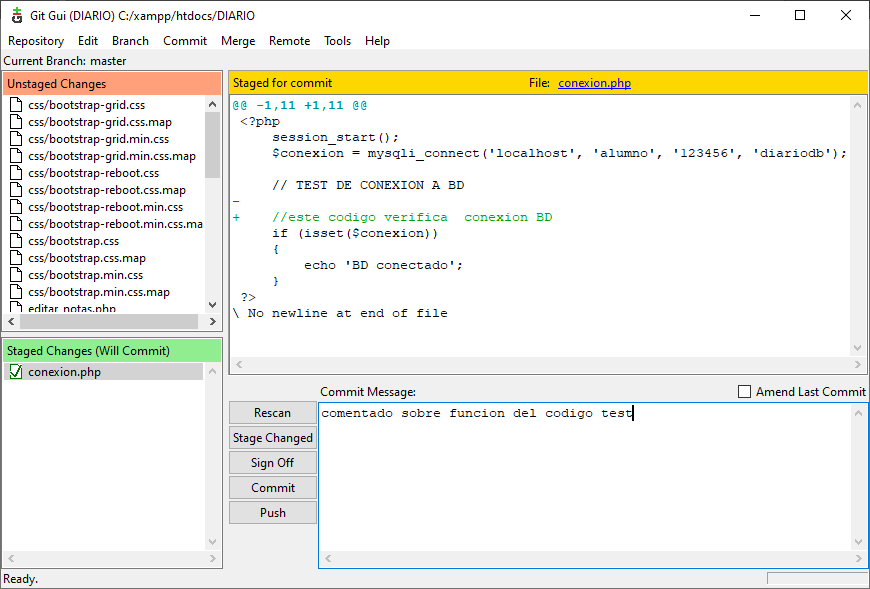 Git Gui (DIARIO) C:/xampp/htdocs/DIARIO
Repository Edit Branch Commit Merge Remote Tools Help
Current Branch: master
Unstaged Changes
css/bootstrap-grid.css
css/bootstrap-grid.css.map
css/bootstrap-grid.min.css
css/bootstrap-grid.min.css.map
css/bootstrap-reboot.css
css/bootstrap-reboot.css.map
css/bootstrap-reboot.min.css
css/bootstrap-reboot.min.css.ma
css/bootstrap.css
css/bootstrap.css.map
css/bootstrap.min.css
css/bootstrap.min.css.map
editar_notas.php
Staged Changes (Will Commit)
conexion.php
Staged for commit File: conexion.php
@@ -1,11 +1,11 @@
 <?php
     session_start();
     $conexion = mysqli_connect('localhost', 'alumno', '123456', 'diariodb');
     // TEST DE CONEXION A BD
-
+    //este codigo verifica  conexion BD
     if (isset($conexion))
     {
         echo 'BD conectado';
     }
 ?>
\ No newline at end of file
Commit Message: Amend Last Commit
Rescan
Stage Changed
Sign Off
Commit
Push
comentado sobre funcion del codigo test
Ready.